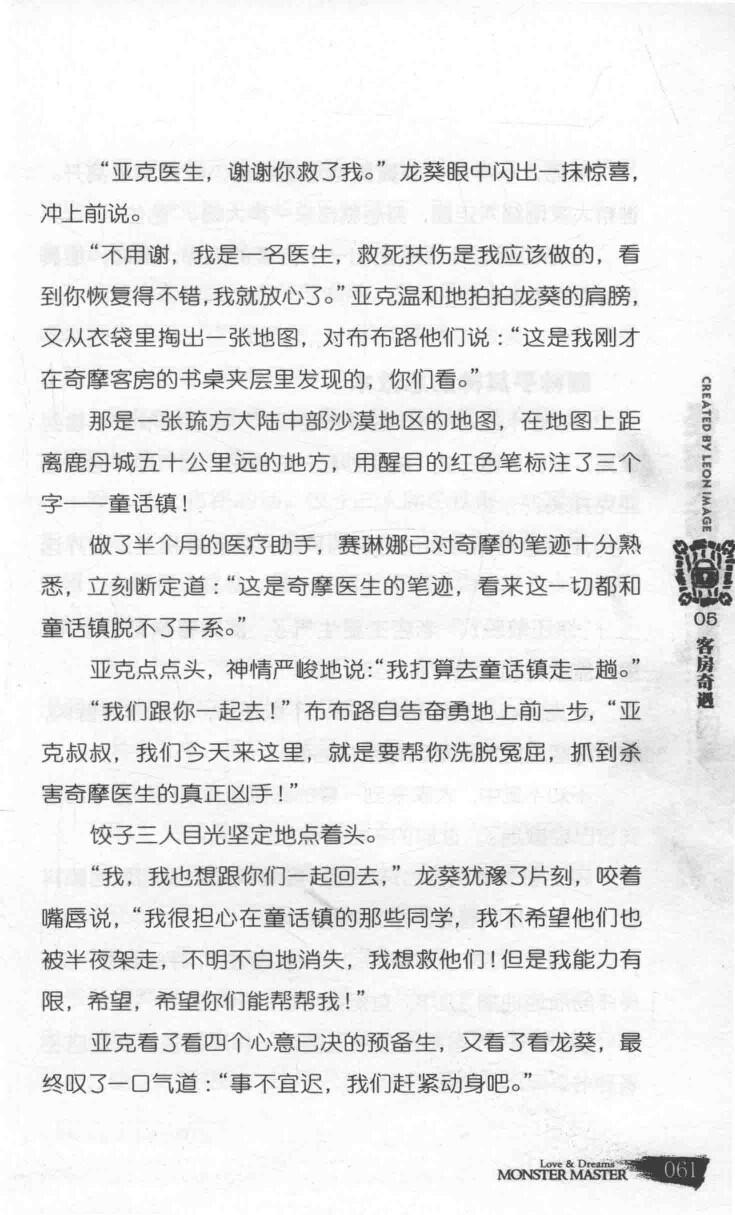 “亚克医生，谢谢你救了我。”龙葵眼中闪出一抹惊喜，
冲上前说。
“不用谢，我是一名医生，救死扶伤是我应该做的，看
到你恢复得不错，我就放心了。”亚克温和地拍拍龙葵的肩膀，
又从衣袋里掏出一张地图，对布布路他们说：“这是我刚才
在奇摩客房的书桌夹层里发现的，你们看。”
那是一张琉方大陆中部沙漠地区的地图，在地图上距
离鹿丹城五十公里远的地方，用醒目的红色笔标注了三个
字——童话镇！
做了半个月的医疗助手，赛琳娜已对奇摩的笔迹十分熟
悉，立刻断定道：“这是奇摩医生的笔迹，看来这一切都和
童话镇脱不了干系。”
亚克点点头，神情严峻地说：“我打算去童话镇走一趟。”
“我们跟你一起去！”布布路自告奋勇地上前一步，“亚
克叔叔，我们今天来这里，就是要帮你洗脱冤屈，抓到杀
害奇摩医生的真正凶手！”
饺子三人目光坚定地点着头。
“我，我也想跟你们一起回去，”龙葵犹豫了片刻，咬着
嘴唇说，“我很担心在童话镇的那些同学，我不希望他们也
被半夜架走，不明不白地消失，我想救他们！但是我能力有
限，希望，希望你们能帮帮我！”
亚克看了看四个心意已决的预备生，又看了看龙葵，最
终叹了一口气道：“事不宜迟，我们赶紧动身吧。”
CREATED BY LEON IMAGE
05
客房奇遇
Love & Dreams
MONSTER MASTER
061